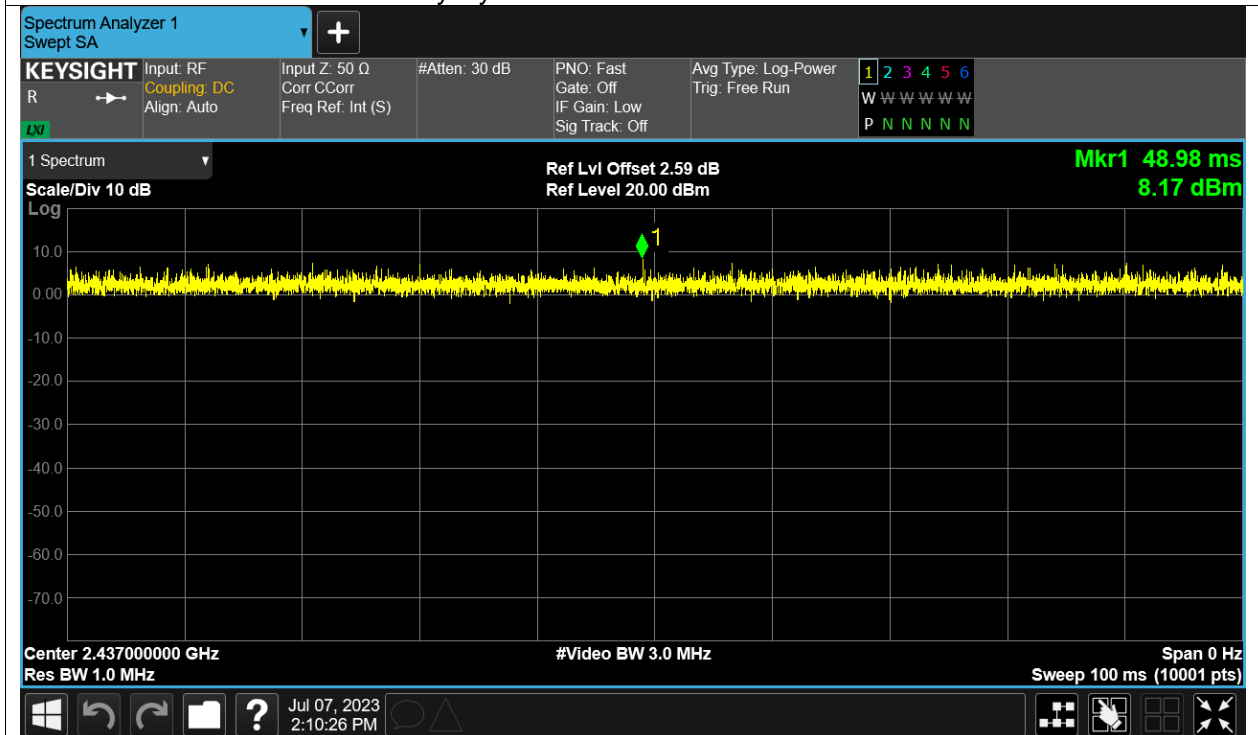 Spectrum Analyzer 1
Swept SA
KEYSIGHT
R
LXI
Input: RF
Coupling: DC
Align: Auto
Input Z: 50 Ω
Corr CCorr
Freq Ref: Int (S)
#Atten: 30 dB
PNO: Fast
Gate: Off
IF Gain: Low
Sig Track: Off
Avg Type: Log-Power
Trig: Free Run
1 2 3 4 5 6
W W W W W W
P N N N N N
1 Spectrum
Scale/Div 10 dB
Log
Ref Lvl Offset 2.59 dB
Ref Level 20.00 dBm
Mkr1 48.98 ms
8.17 dBm
1
10.0
0.00
-10.0
-20.0
-30.0
-40.0
-50.0
-60.0
-70.0
Center 2.437000000 GHz
#Video BW 3.0 MHz
Span 0 Hz
Res BW 1.0 MHz
Sweep 100 ms (10001 pts)
?
Jul 07, 2023
2:10:26 PM